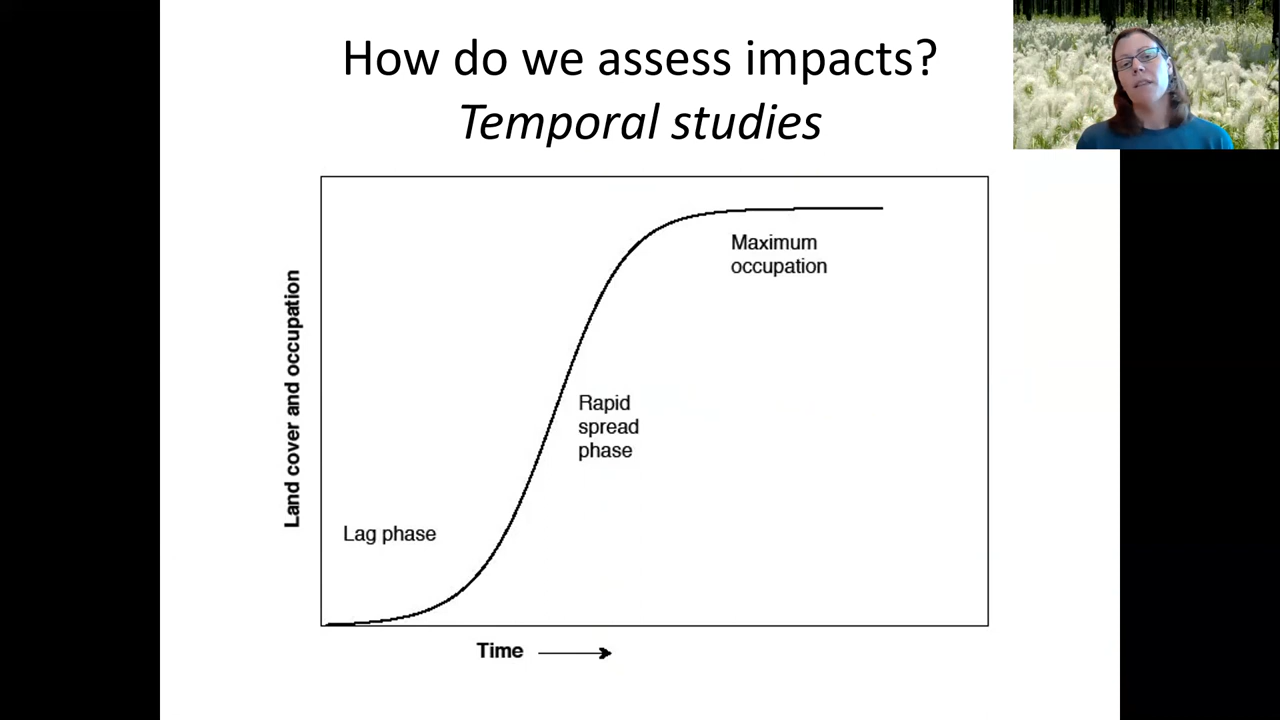 How do we assess impacts?
Temporal studies
Maximum
occupation
Land cover and occupation
Rapid
spread
phase
Lag phase
Time